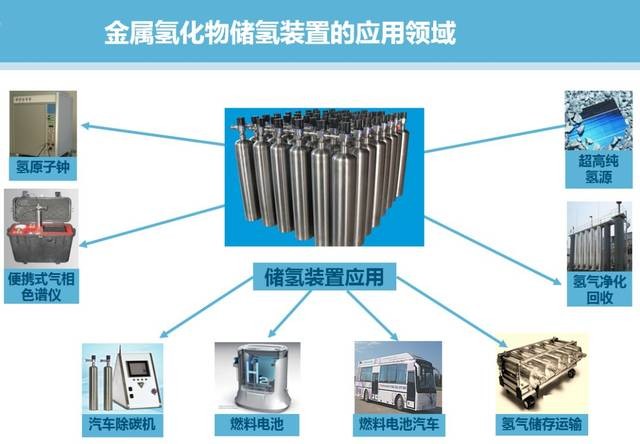 金属氢化物储氢装置的应用领域
氢原子钟
超高纯
氢源
便携式气相
色谱仪
氢气净化
回收
储氢装置应用
汽车除碳机
燃料电池
燃料电池汽车
氢气储存运输